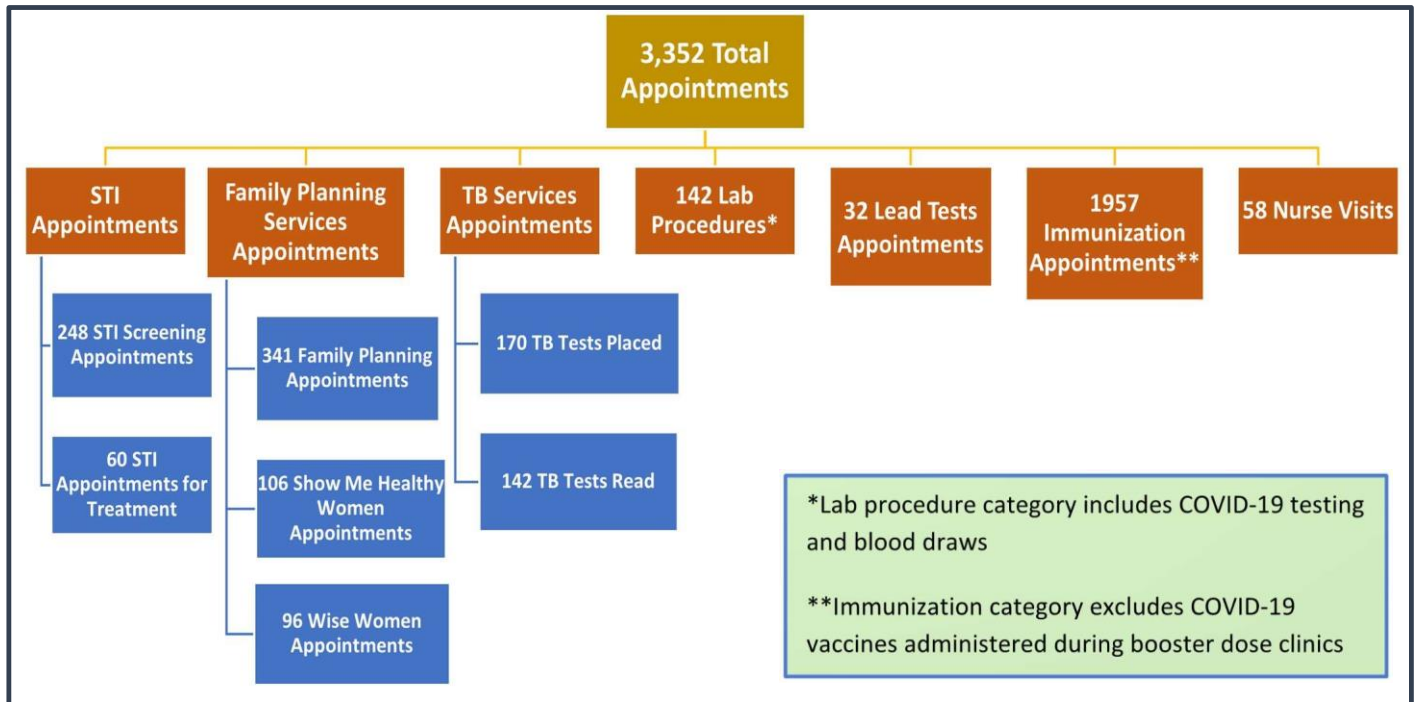 3,352 Total
Appointments
STI
Appointments
Family Planning
Services
Appointments
TB Services
Appointments
142 Lab
Procedures*
32 Lead Tests
Appointments
1957
Immunization
Appointments**
58 Nurse Visits
248 STI Screening
Appointments
60 STI
Appointments for
Treatment
341 Family Planning
Appointments
106 Show Me Healthy
Women
Appointments
96 Wise Women
Appointments
170 TB Tests Placed
142 TB Tests Read
*Lab procedure category includes COVID-19 testing
and blood draws
**Immunization category excludes COVID-19
vaccines administered during booster dose clinics